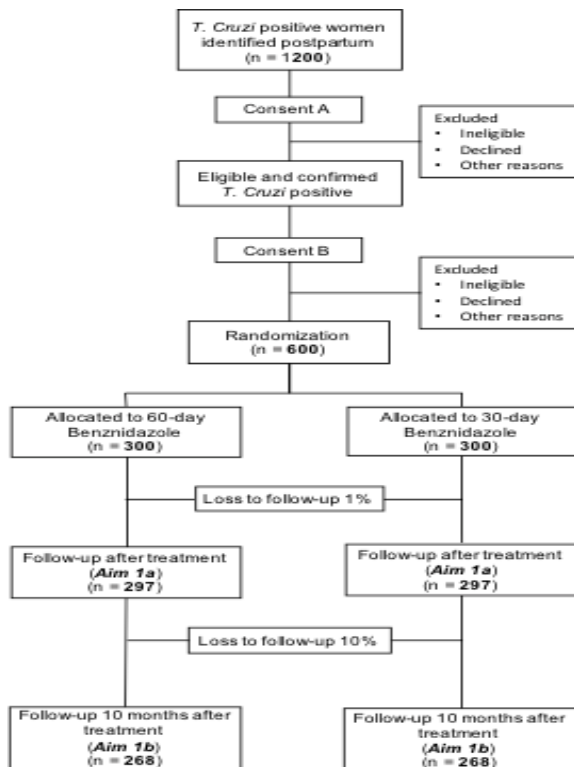 T. Cruzi positive women
identified postpartum
(n = 1200)
Consent A
Excluded
• Ineligible
• Declined
• Other reasons
Eligible and confirmed
T. Cruzi positive
Consent B
Excluded
• Ineligible
• Declined
• Other reasons
Randomization
(n = 600)
Allocated to 60-day
Benznidazole
(n = 300)
Allocated to 30-day
Benznidazole
(n = 300)
Loss to follow-up 1%
Follow-up after treatment
(Aim 1a)
(n = 297)
Follow-up after treatment
(Aim 1a)
(n = 297)
Loss to follow-up 10%
Follow-up 10 months after
treatment
(Aim 1b)
(n = 268)
Follow-up 10 months after
treatment
(Aim 1b)
(n = 268)